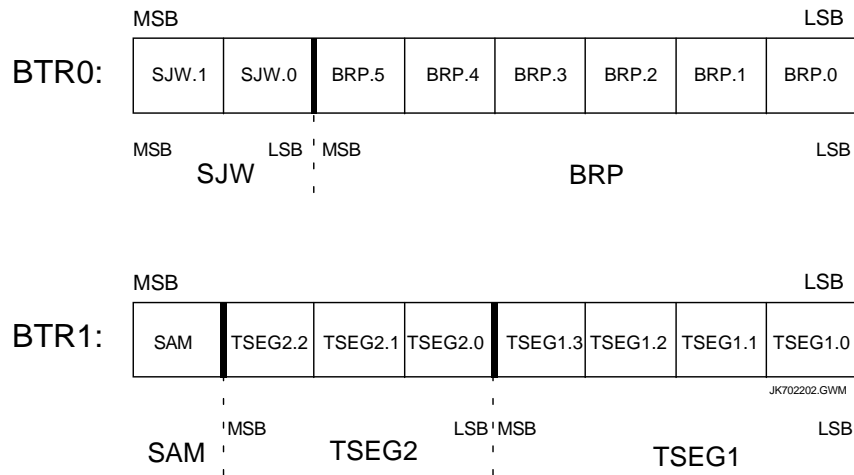 MSB LSB
BTR0: SJW.1 SJW.0 BRP.5 BRP.4 BRP.3 BRP.2 BRP.1 BRP.0
MSB LSB MSB LSB
SJW BRP
MSB LSB
BTR1: SAM TSEG2.2 TSEG2.1 TSEG2.0 TSEG1.3 TSEG1.2 TSEG1.1 TSEG1.0
JK702202.GWM
MSB LSB MSB LSB
SAM TSEG2 TSEG1